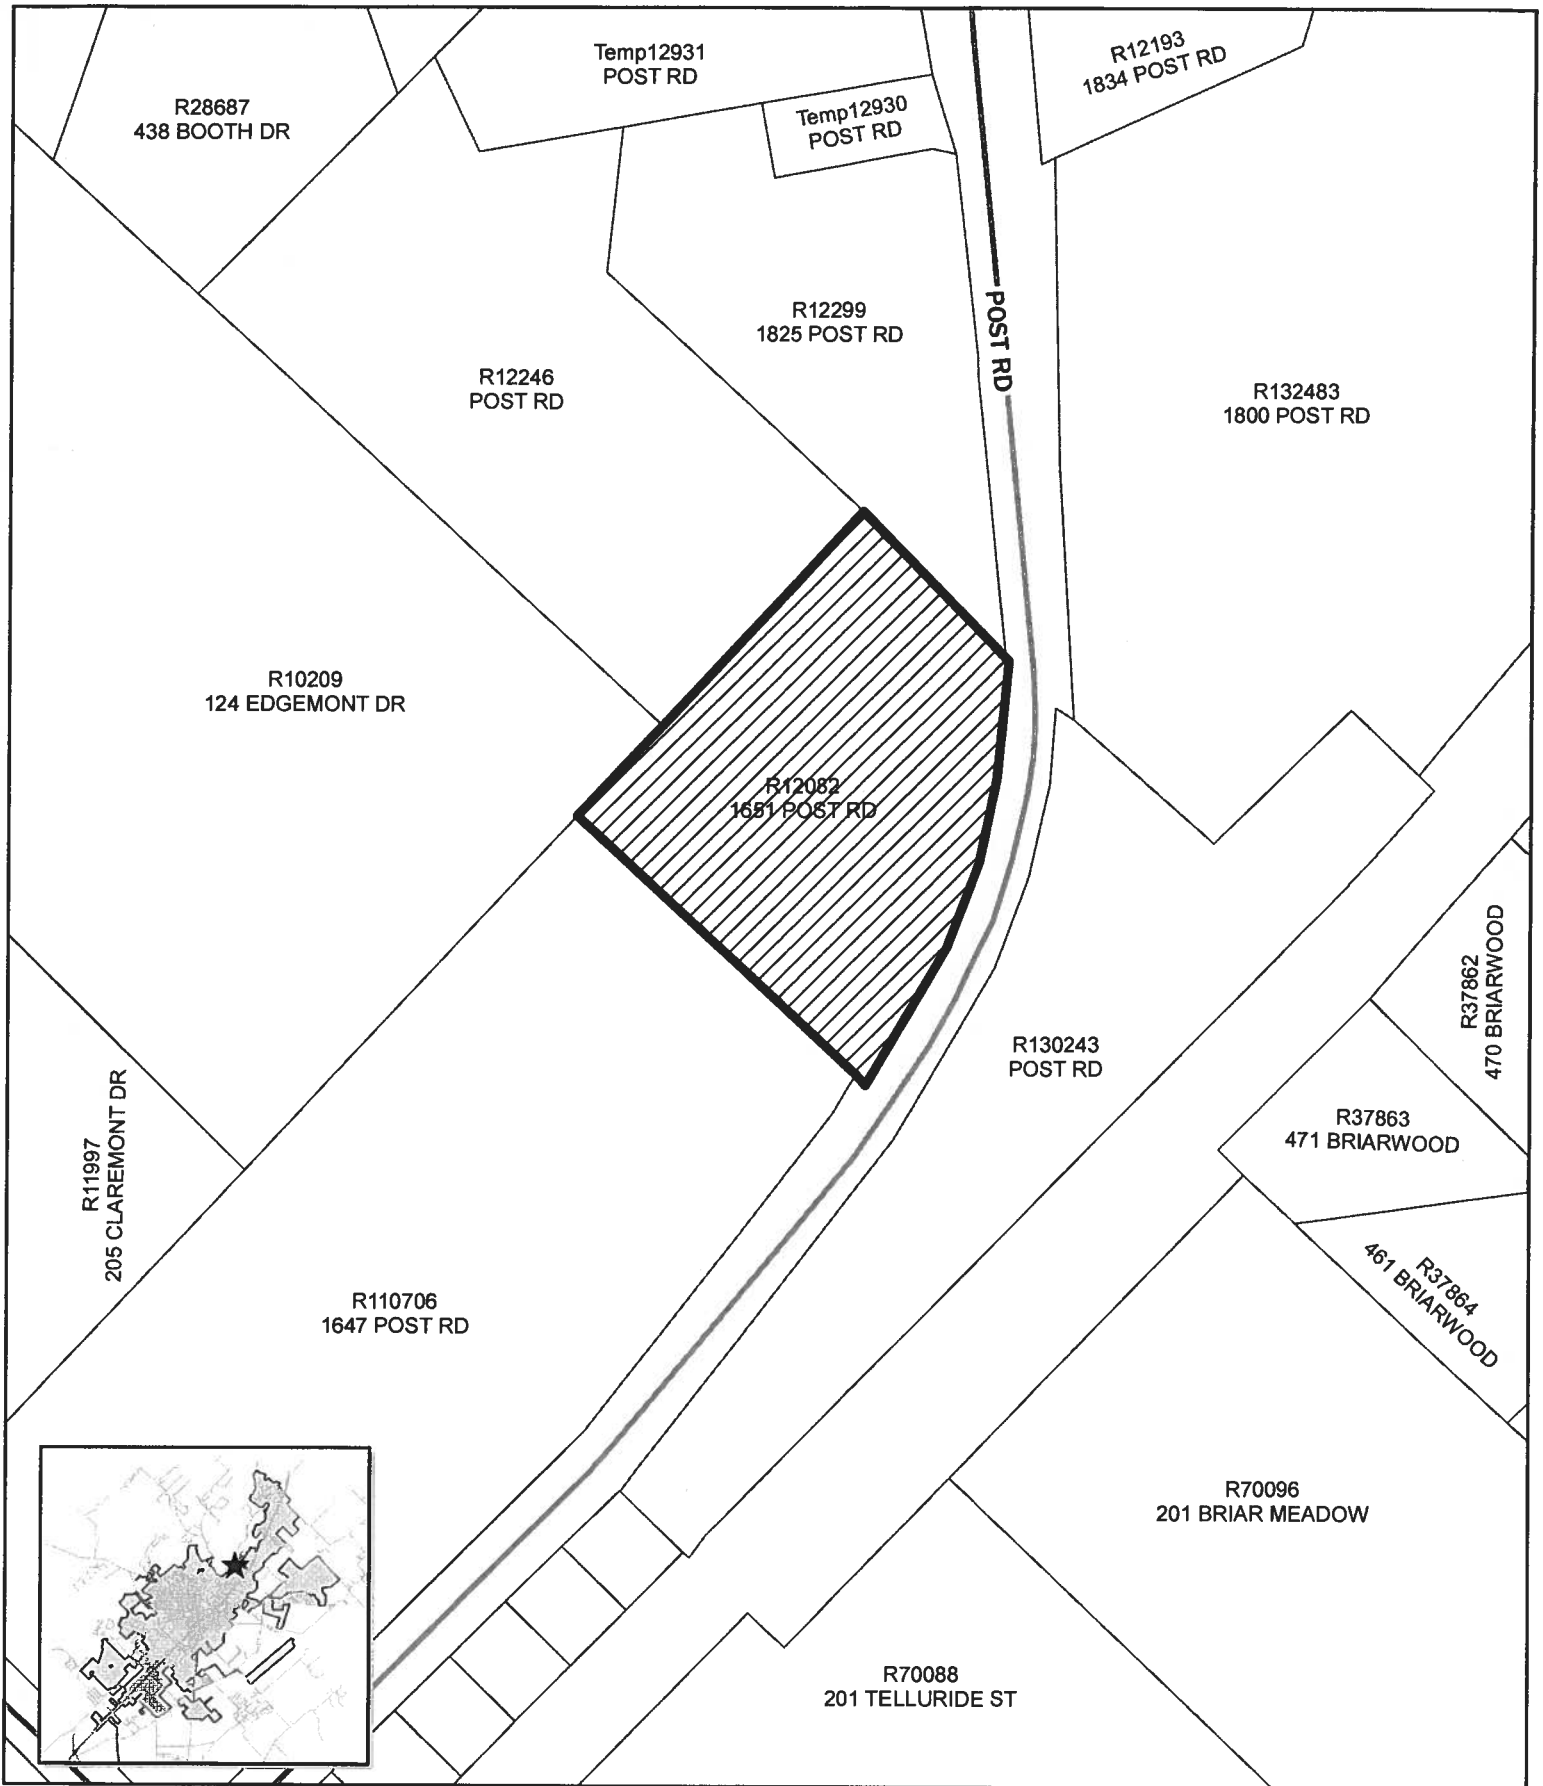 Temp12931
POST RD
R12193
1834 POST RD
R28687
438 BOOTH DR
Temp12930
POST RD
R12299
1825 POST RD
POST RD
R12246
POST RD
R132483
1800 POST RD
R10209
124 EDGEMONT DR
R12082
1651 POST RD
R37862
470 BRIARWOOD
R130243
POST RD
R37863
471 BRIARWOOD
R11997
205 CLAREMONT DR
R37864
461 BRIARWOOD
R110706
1647 POST RD
R70096
201 BRIAR MEADOW
R70088
201 TELLURIDE ST